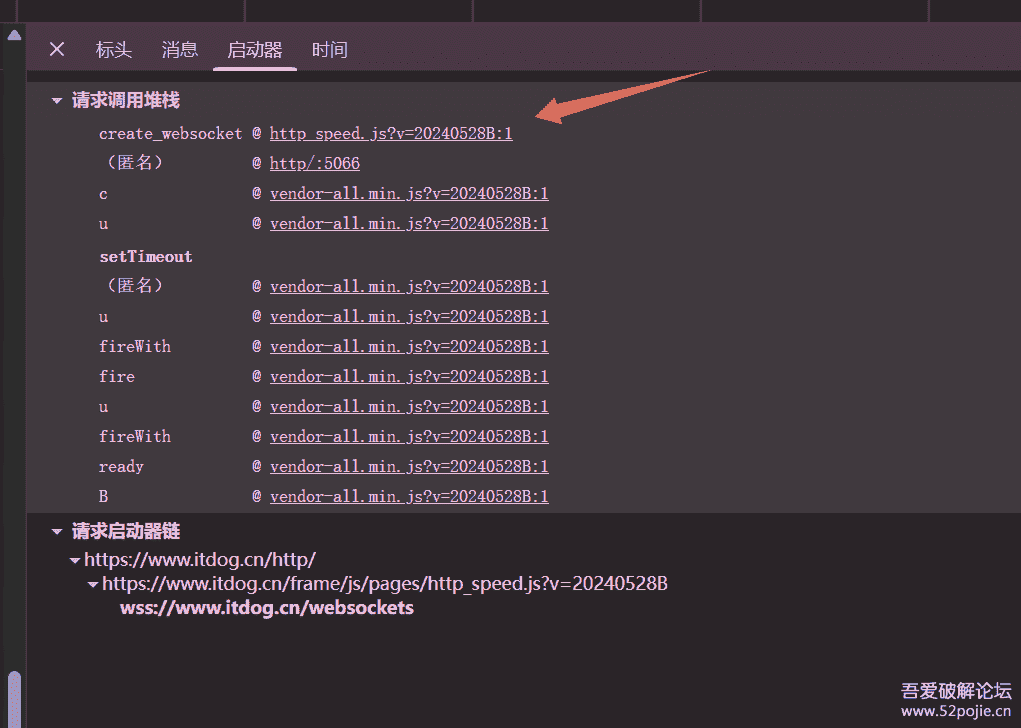 标头 消息 启动器 时间
请求调用堆栈
create_websocket @ http_speed.js?v=20240528B:1
（匿名） @ http/:5066
c @ vendor-all.min.js?v=20240528B:1
u @ vendor-all.min.js?v=20240528B:1
setTimeout
（匿名） @ vendor-all.min.js?v=20240528B:1
u @ vendor-all.min.js?v=20240528B:1
fireWith @ vendor-all.min.js?v=20240528B:1
fire @ vendor-all.min.js?v=20240528B:1
u @ vendor-all.min.js?v=20240528B:1
fireWith @ vendor-all.min.js?v=20240528B:1
ready @ vendor-all.min.js?v=20240528B:1
B @ vendor-all.min.js?v=20240528B:1
请求启动器链
https://www.itdog.cn/http/
https://www.itdog.cn/frame/js/pages/http_speed.js?v=20240528B
wss://www.itdog.cn/websockets
吾爱破解论坛
www.52pojie.cn